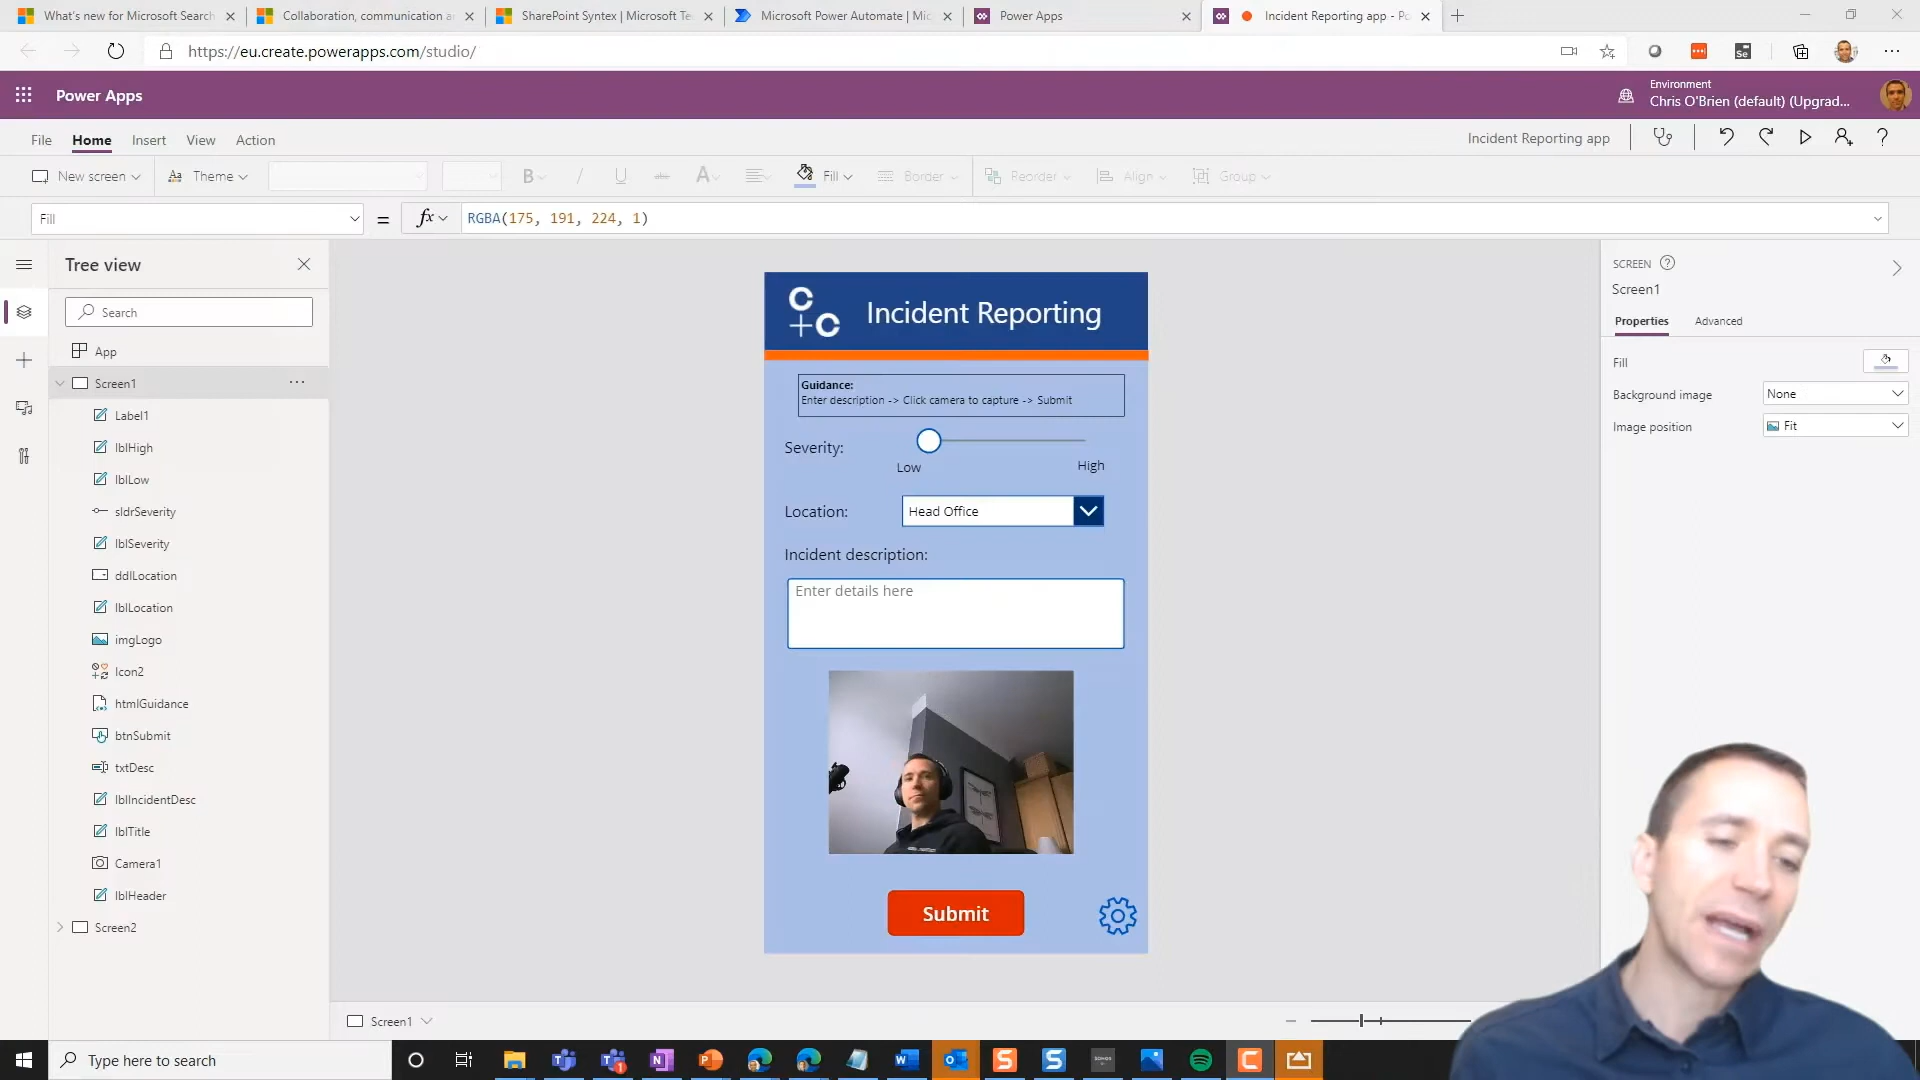 What's new for Microsoft Search
Collaboration, communication a
SharePoint Syntex | Microsoft Te
Microsoft Power Automate | Mic
Power Apps
Incident Reporting app - Po
https://eu.create.powerapps.com/studio/
Se
Power Apps
Environment
Chris O'Brien (default) (Upgrad...
File
Home
Insert
View
Action
Incident Reporting app
New screen
Theme
Fill
Border
Reorder
Align
Group
Fill
=
fx
RGBA(175, 191, 224, 1)
Tree view
Search
App
Screen1
Label1
lblHigh
lblLow
sldrSeverity
lblSeverity
ddlLocation
lblLocation
imgLogo
Icon2
htmlGuidance
btnSubmit
txtDesc
lblIncidentDesc
lblTitle
Camera1
lblHeader
Screen2
C+C
Incident Reporting
Guidance:
Enter description -> Click camera to capture -> Submit
Severity:
Low
High
Location:
Head Office
Incident description:
Enter details here
Submit
SCREEN
Screen1
Properties
Advanced
Fill
Background image
None
Image position
Fit
Screen1
Type here to search